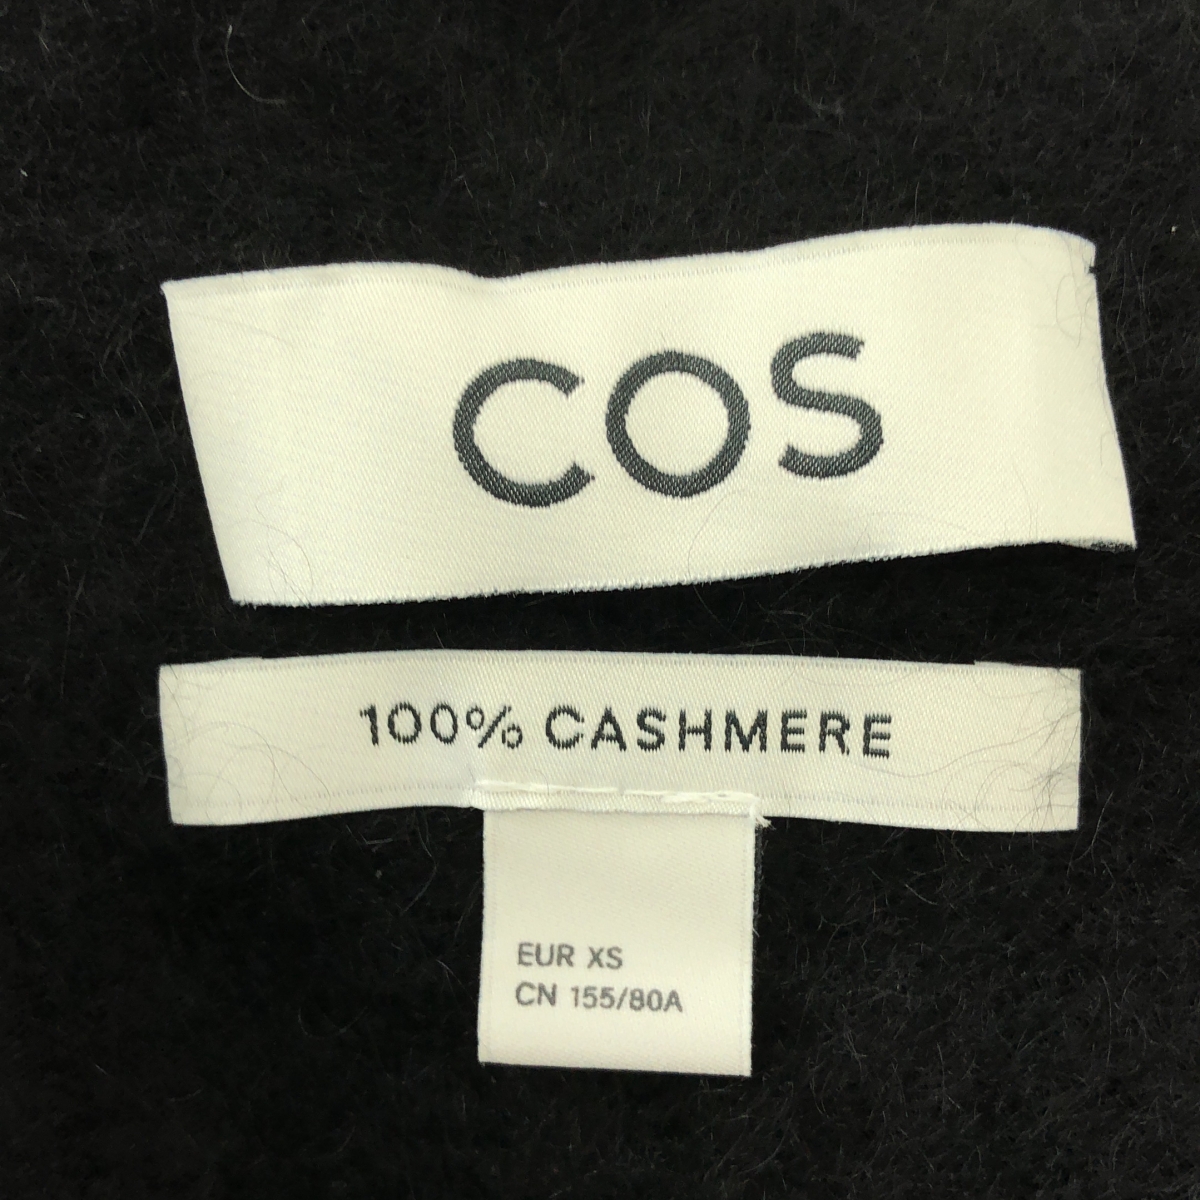 COS
100% CASHMERE
EUR XS
CN 155/80A